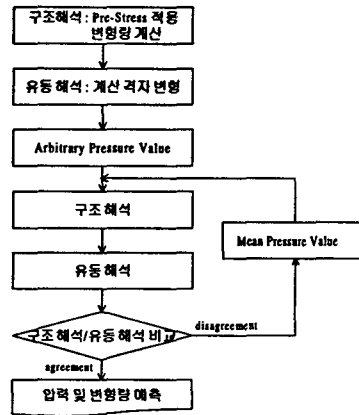 구조해석 : Pre-Stress 적용
변형량 계산
유동 해석 : 계산 격자 변형
Arbitrary Pressure Value
구조 해석
유동 해석
Mean Pressure Value
구조 해석/유동 해석 비교
disagreement
agreement
압력 및 변형량 예측